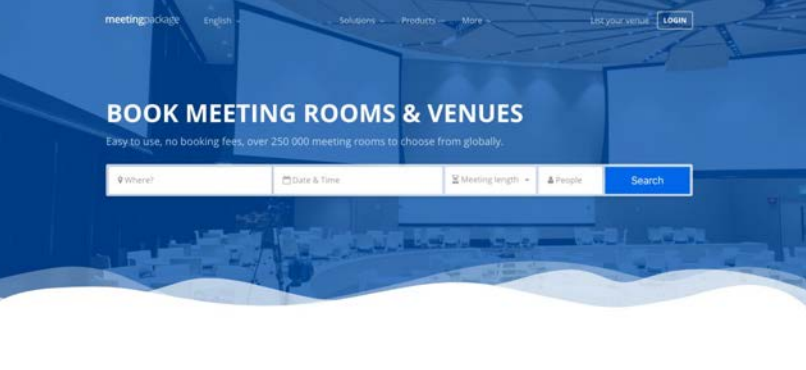 meetingpackage English Solutions Products More List your venue LOGIN
BOOK MEETING ROOMS & VENUES
Easy to use, no booking fees, over 250 000 meeting rooms to choose from globally.
Where? Date & Time Meeting length People Search